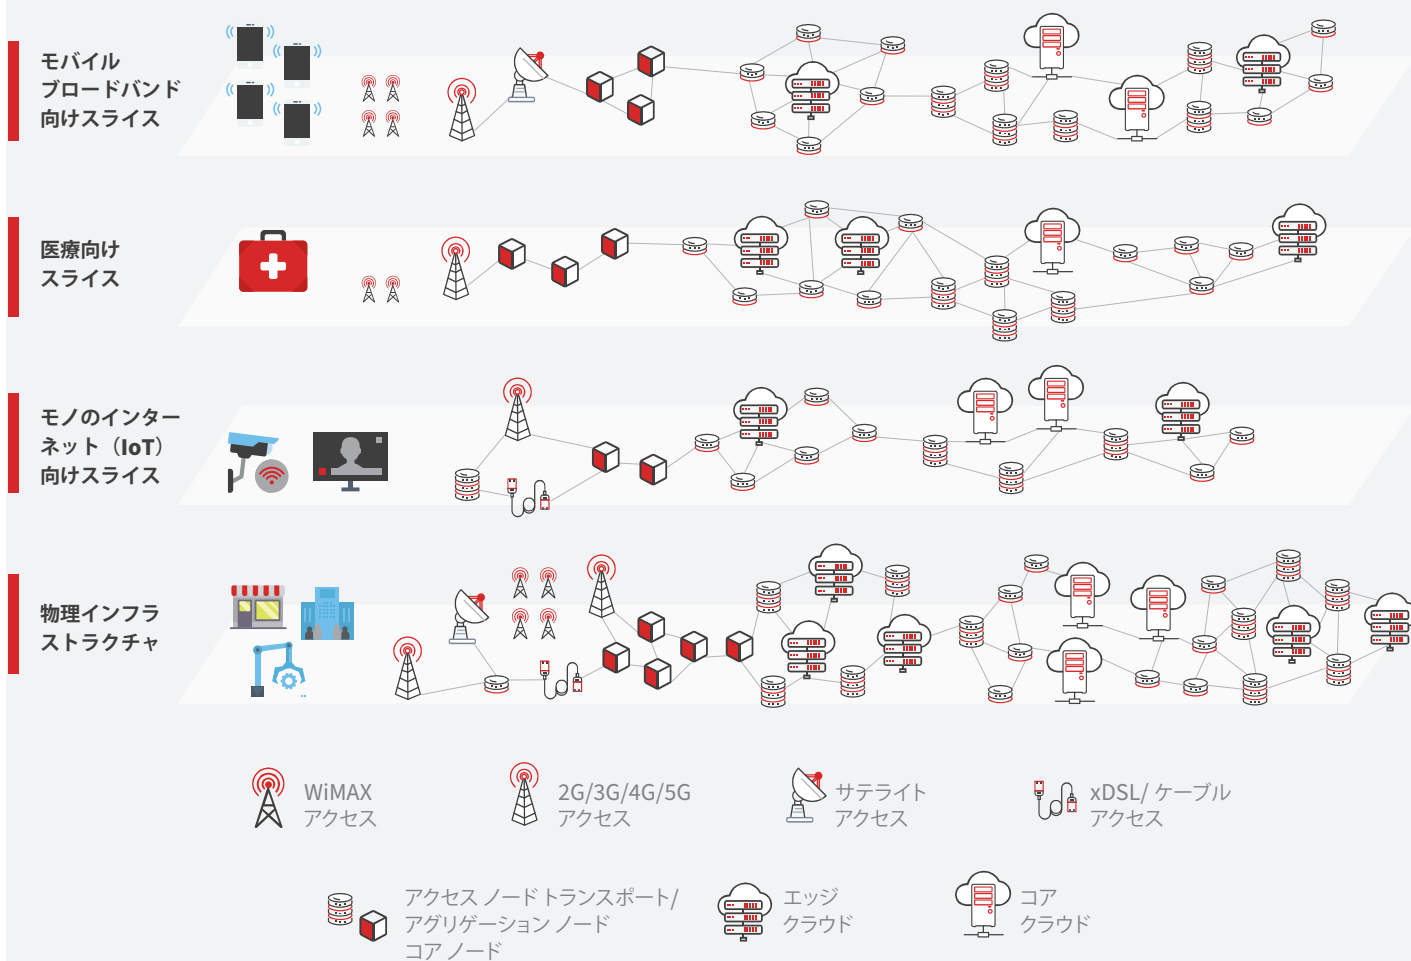 モバイル
ブロードバンド
向けスライス
医療向け
スライス
モノのインター
ネット（IoT）
向けスライス
物理インフラ
ストラクチャ
WiMAX
アクセス
2G/3G/4G/5G
アクセス
サテライト
アクセス
xDSL/ ケーブル
アクセス
アクセス ノード トランスポート/
アグリゲーション ノード
コア ノード
エッジ
クラウド
コア
クラウド